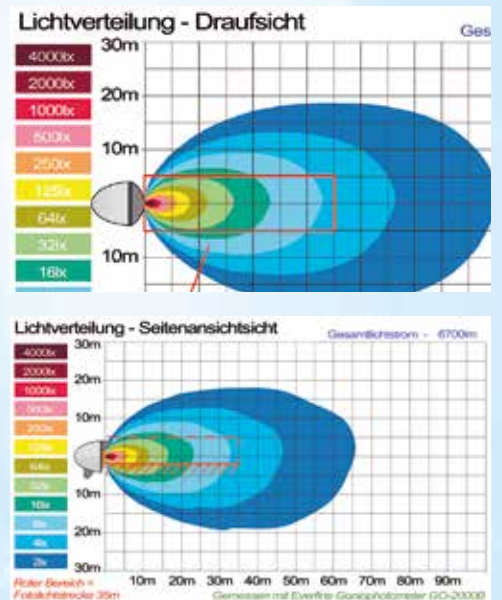 Lichtverteilung - Draufsicht
Ges
30m
4000lx
2000lx
20m
1000lx
500lx
10m
250lx
125lx
64lx
32lx
10m
16lx
Lichtverteilung - Seitenansichtsicht
Gesamtlichtstrom - 6700lm
30m
4000lx
2000lx
20m
1000lx
500lx
10m
250lx
125lx
64lx
32lx
10m
16lx
8lx
20m
4lx
2lx
30m
10m 20m 30m 40m 50m 60m 70m 80m 90m
Roter Bereich =
35m
Gemessen mit Everfine Goniophotometer GO-2000B